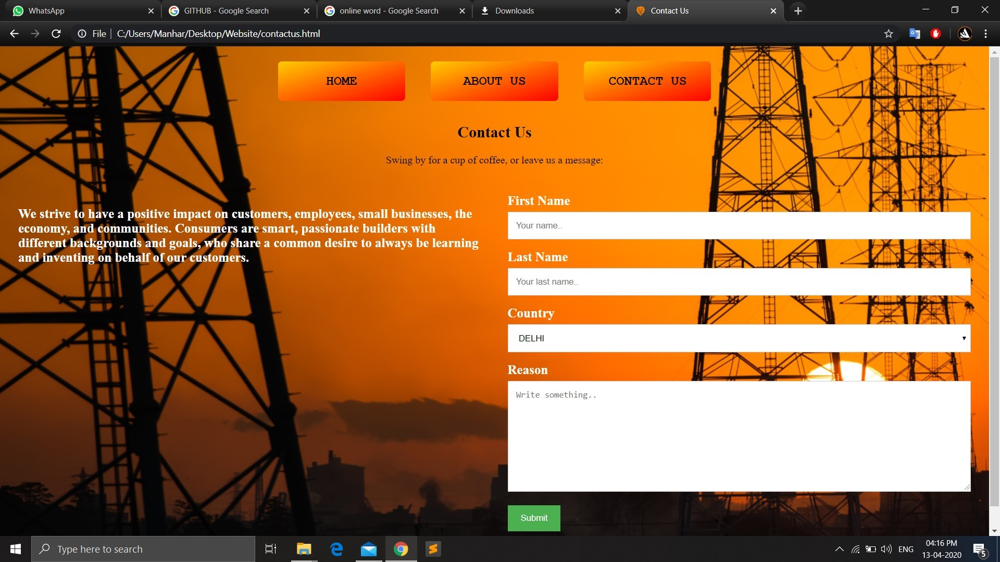 WhatsApp
GITHUB - Google Search
online word - Google Search
Downloads
Contact Us
File
C:/Users/Manhar/Desktop/Website/contactus.html
HOME
ABOUT US
CONTACT US
Contact Us
Swing by for a cup of coffee, or leave us a message:
We strive to have a positive impact on customers, employees, small businesses, the
economy, and communities. Consumers are smart, passionate builders with
different backgrounds and goals, who share a common desire to always be learning
and inventing on behalf of our customers.
First Name
Your name..
Last Name
Your last name..
Country
DELHI
Reason
Write something..
Submit
Type here to search
ENG
04:16 PM
13-04-2020
5